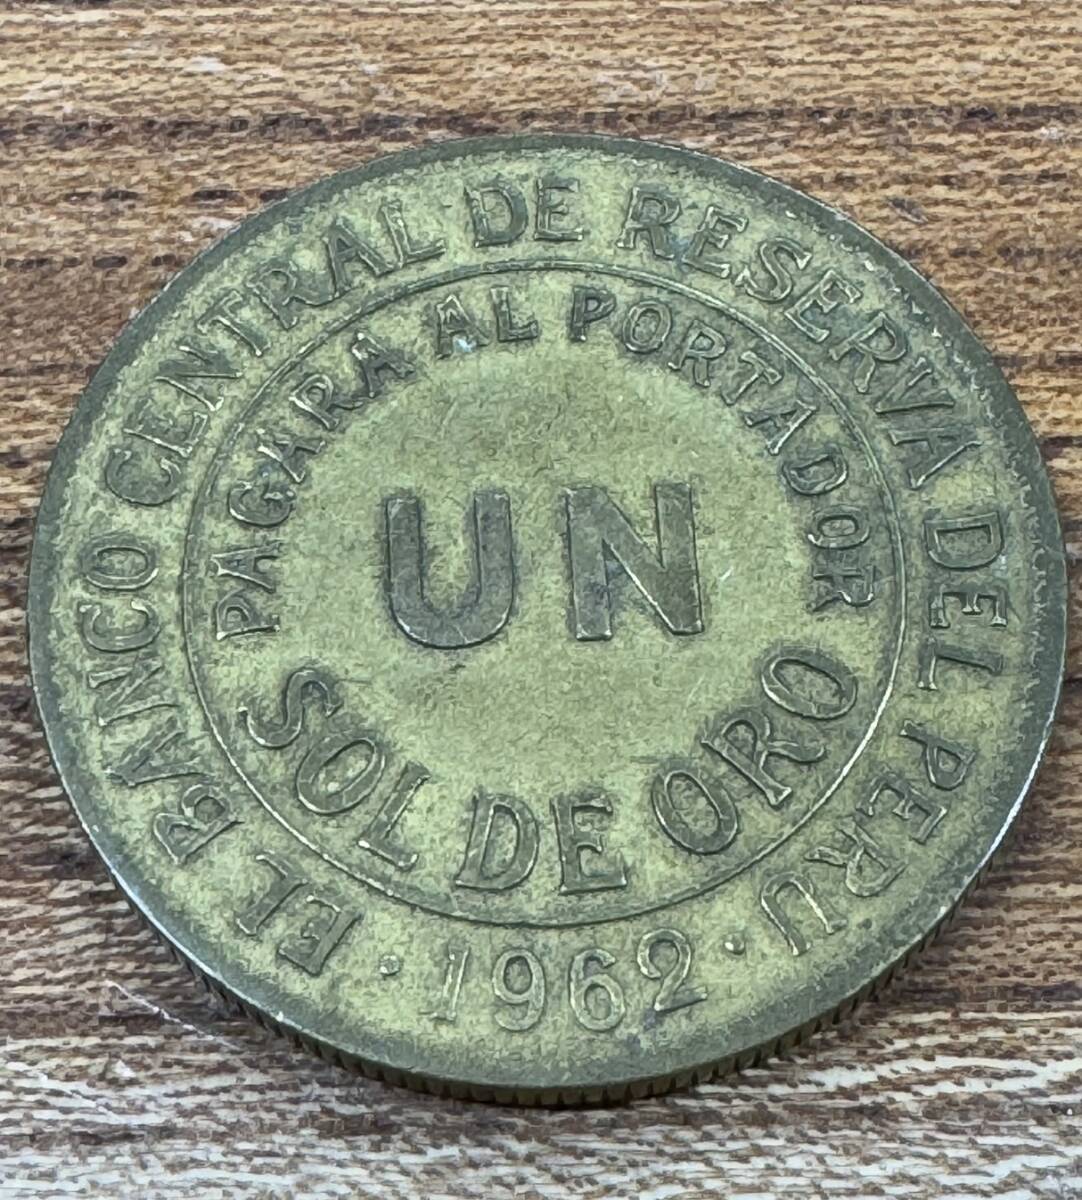 EL BANCO CENTRAL DE RESERVA DEL PERU
PAGARA AL PORTADOR
UN
SOL DE ORO
· 1962 ·